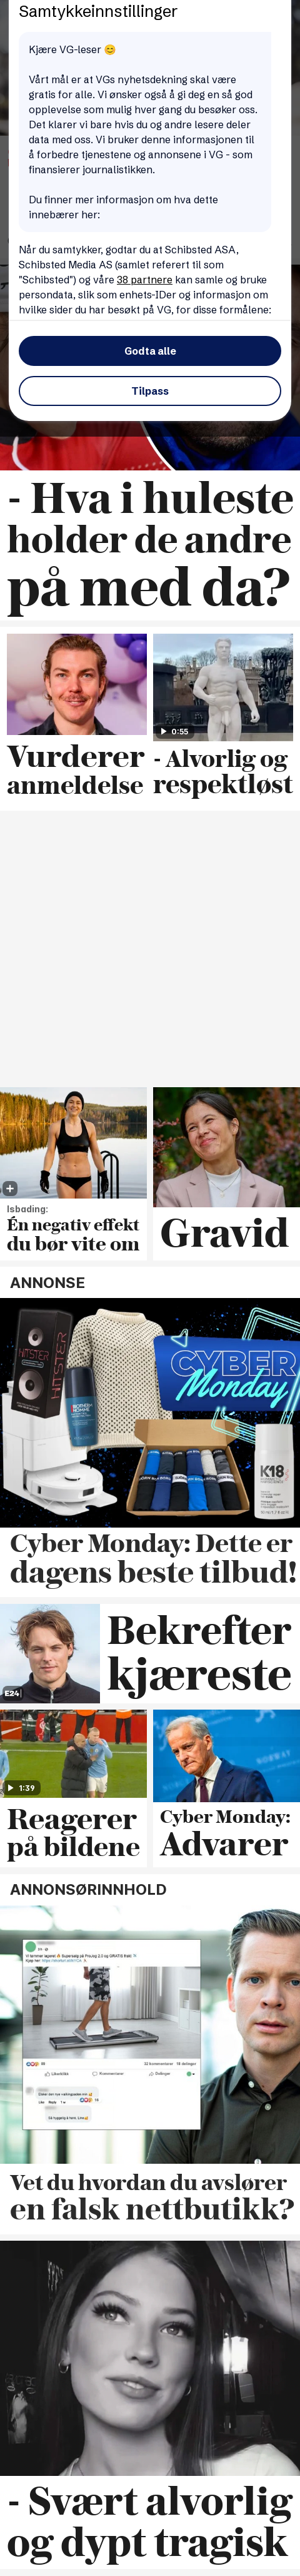 Samtykkeinnstillinger
Kjære VG-leser 😊
Vårt mål er at VGs nyhetsdekning skal være
gratis for alle. Vi ønsker også å gi deg en så god
opplevelse som mulig hver gang du besøker oss.
Det klarer vi bare hvis du og andre lesere deler
data med oss. Vi bruker denne informasjonen til
å forbedre tjenestene og annonsene i VG - som
finansierer journalistikken.
Du finner mer informasjon om hva dette
innebærer her:
Når du samtykker, godtar du at Schibsted ASA,
Schibsted Media AS (samlet referert til som
"Schibsted") og våre 38 partnere kan samle og bruke
persondata, slik som enhets-IDer og informasjon om
hvilke sider du har besøkt på VG, for disse formålene:
Godta alle
Tilpass
- Hva i huleste
holder de andre
på med da?
Vurderer
anmeldelse
0:55
- Alvorlig og
respektløst
Isbading:
Én negativ effekt
du bør vite om
Gravid
ANNONSE
HITSTER
HITSTER
CYBER
Monday
K18
Cyber Monday: Dette er
dagens beste tilbud!
E24
Bekrefter
kjæreste
1:39
Reagerer
på bildene
Cyber Monday:
Advarer
ANNONSØRINNHOLD
Vet du hvordan du avslører
en falsk nettbutikk?
- Svært alvorlig
og dypt tragisk